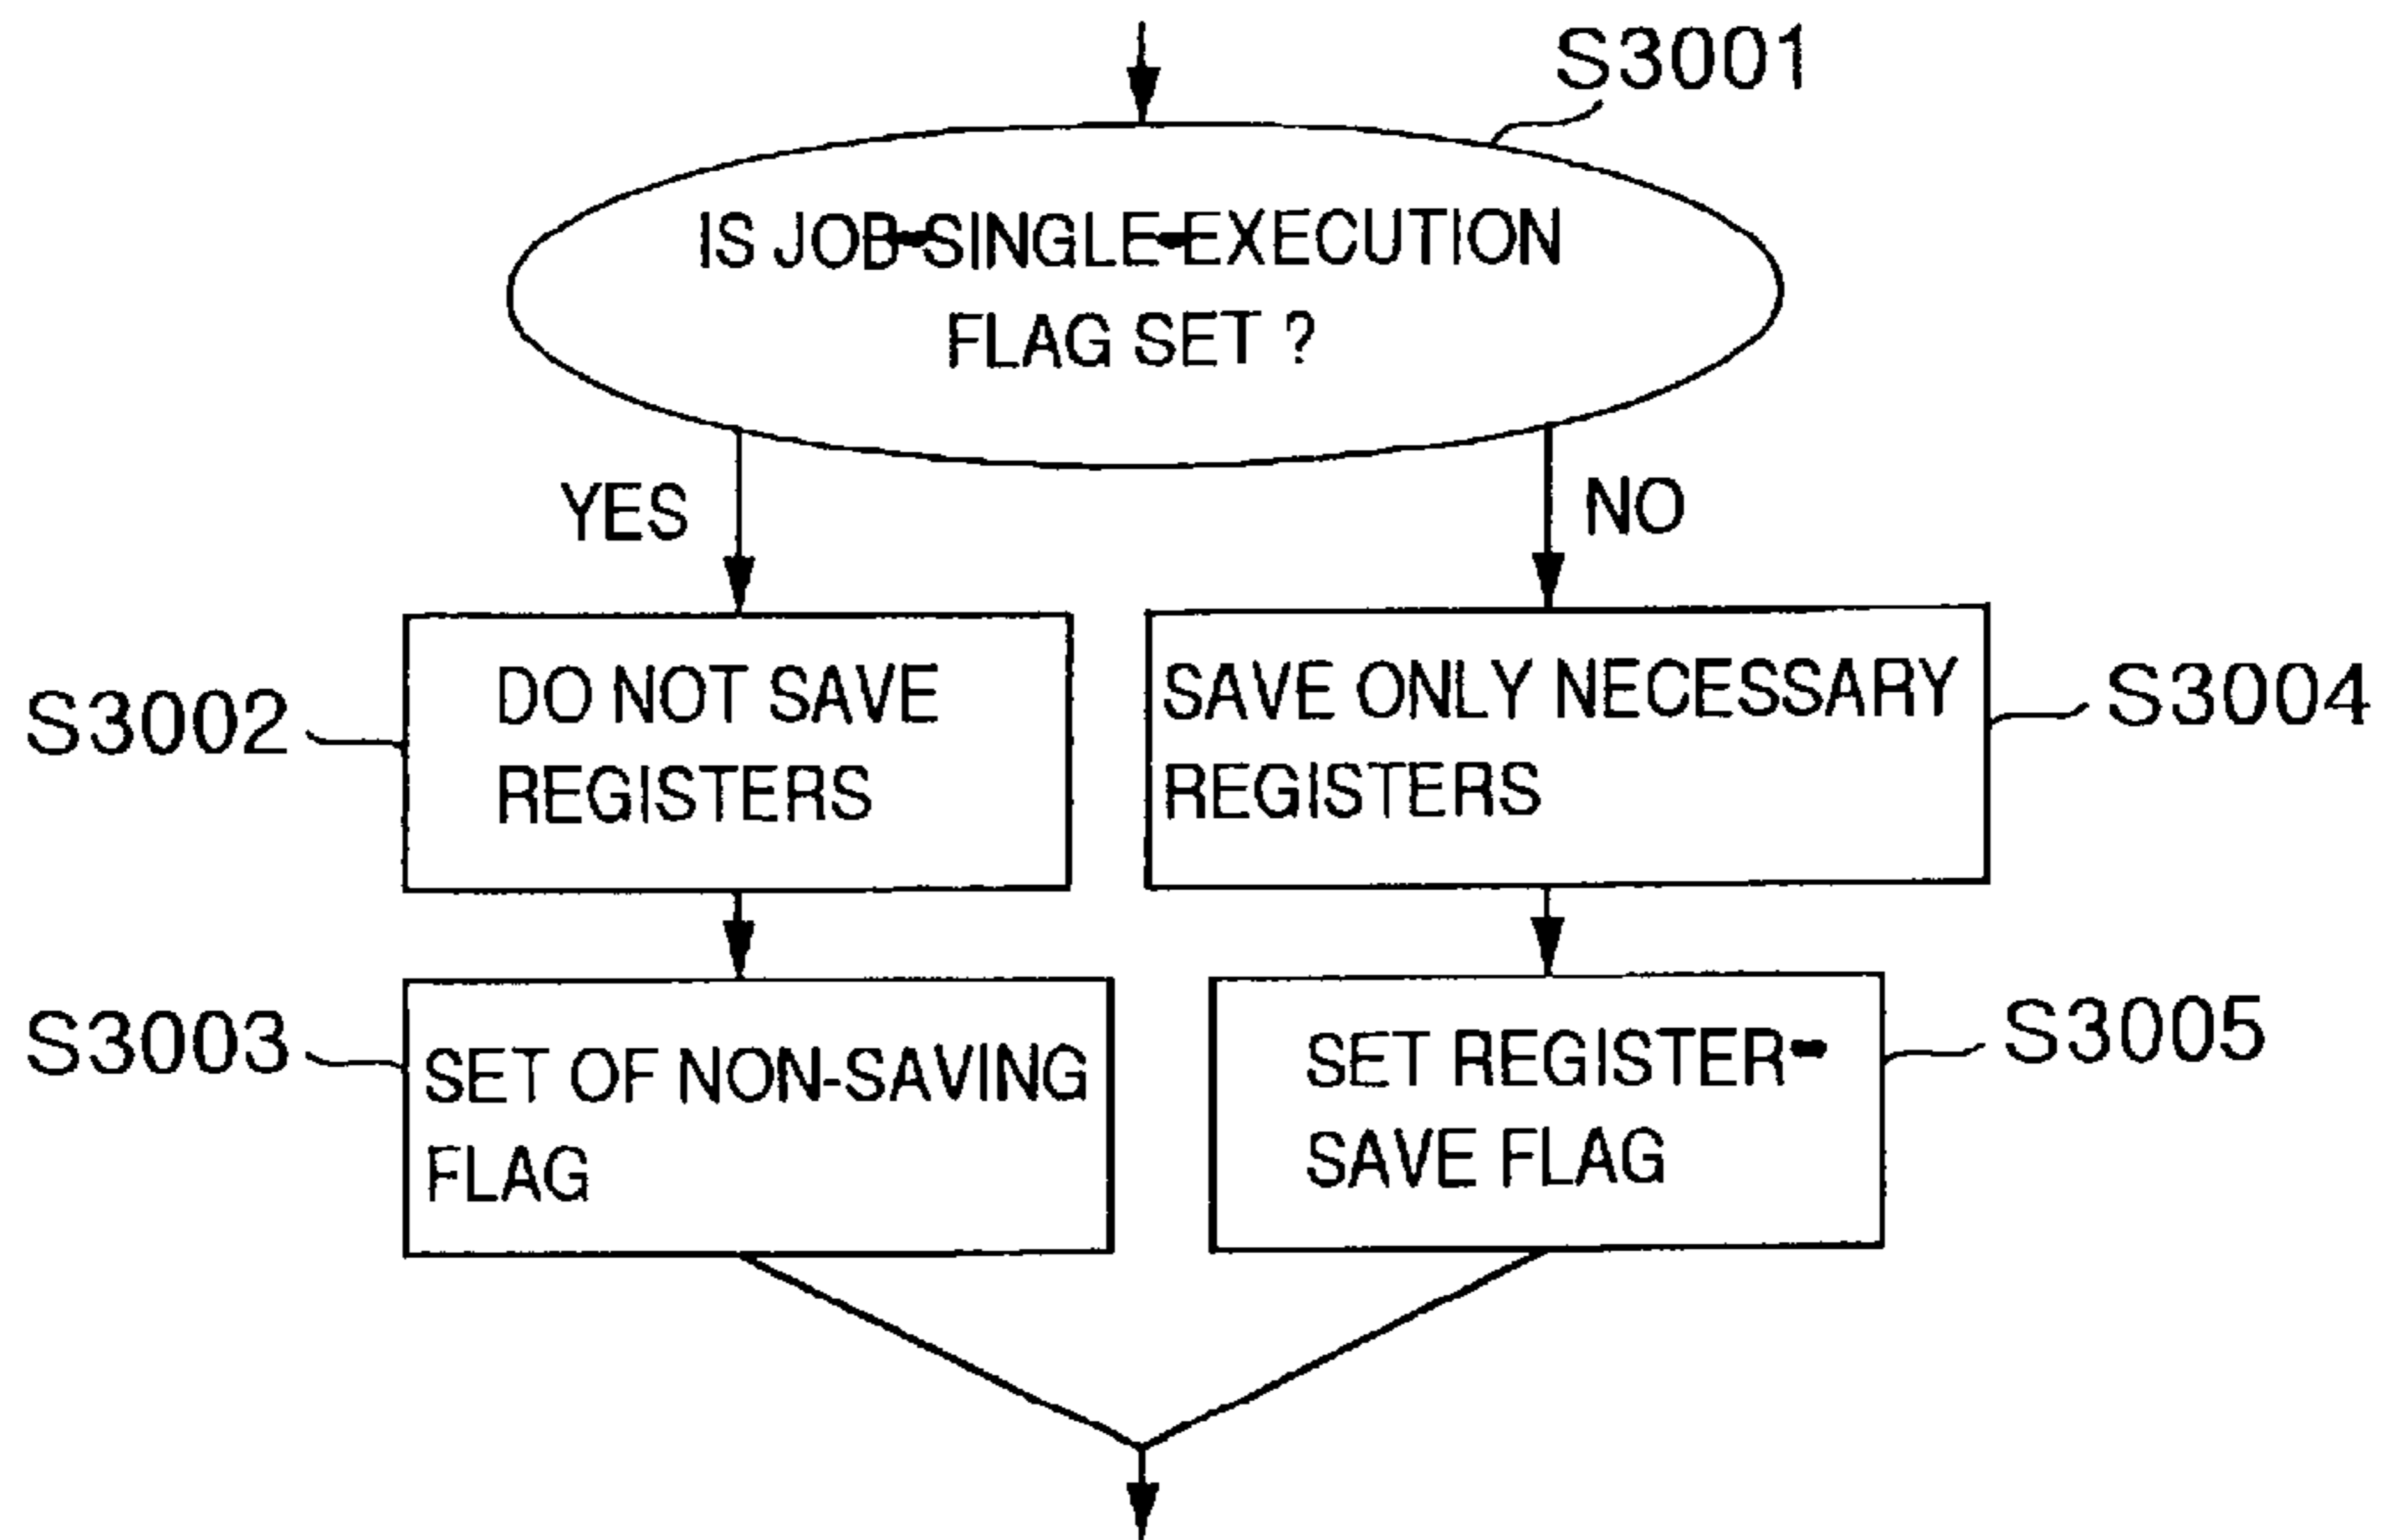 S3001
IS JOB-SINGLE-EXECUTION
FLAG SET ?
YES
NO
S3002
DO NOT SAVE
REGISTERS
SAVE ONLY NECESSARY
REGISTERS
S3004
S3003
SET OF NON-SAVING
FLAG
SET REGISTER-
SAVE FLAG
S3005